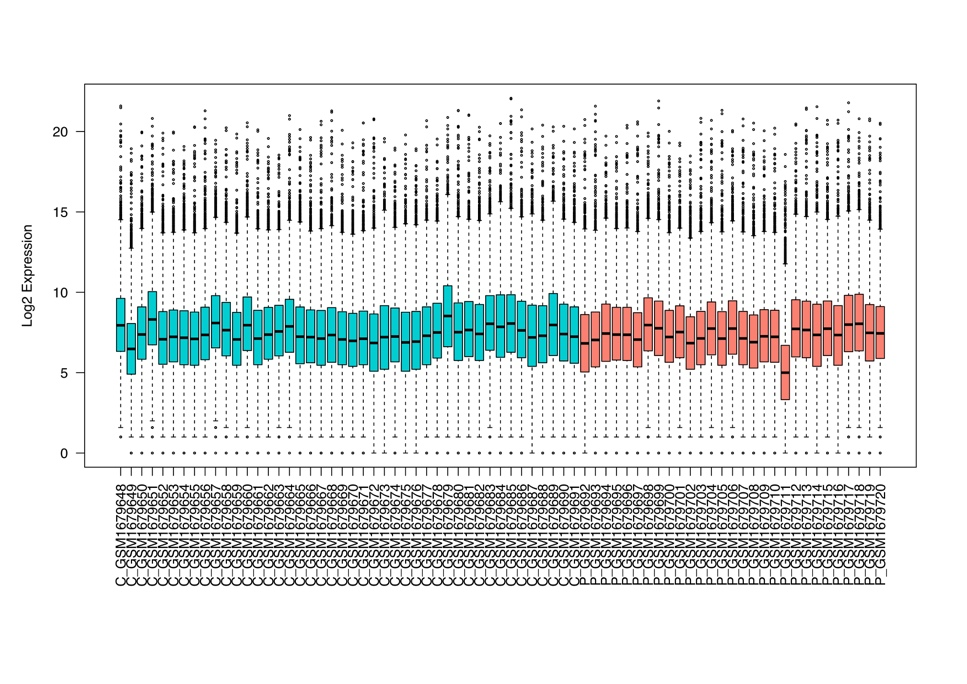 Log2 Expression
20
15
10
5
0
C_GSM1679648
C_GSM1679649
C_GSM1679650
C_GSM1679651
C_GSM1679652
C_GSM1679653
C_GSM1679654
C_GSM1679655
C_GSM1679656
C_GSM1679657
C_GSM1679658
C_GSM1679659
C_GSM1679660
C_GSM1679661
C_GSM1679662
C_GSM1679663
C_GSM1679664
C_GSM1679665
C_GSM1679666
C_GSM1679667
C_GSM1679668
C_GSM1679669
C_GSM1679670
C_GSM1679671
C_GSM1679672
C_GSM1679673
C_GSM1679674
C_GSM1679675
C_GSM1679676
C_GSM1679677
C_GSM1679678
C_GSM1679679
C_GSM1679680
C_GSM1679681
C_GSM1679682
C_GSM1679683
C_GSM1679684
C_GSM1679685
C_GSM1679686
C_GSM1679687
C_GSM1679688
C_GSM1679689
C_GSM1679690
C_GSM1679691
P_GSM1679692
P_GSM1679693
P_GSM1679694
P_GSM1679695
P_GSM1679696
P_GSM1679697
P_GSM1679698
P_GSM1679699
P_GSM1679700
P_GSM1679701
P_GSM1679702
P_GSM1679703
P_GSM1679704
P_GSM1679705
P_GSM1679706
P_GSM1679707
P_GSM1679708
P_GSM1679709
P_GSM1679710
P_GSM1679711
P_GSM1679712
P_GSM1679713
P_GSM1679714
P_GSM1679715
P_GSM1679716
P_GSM1679717
P_GSM1679718
P_GSM1679719
P_GSM1679720